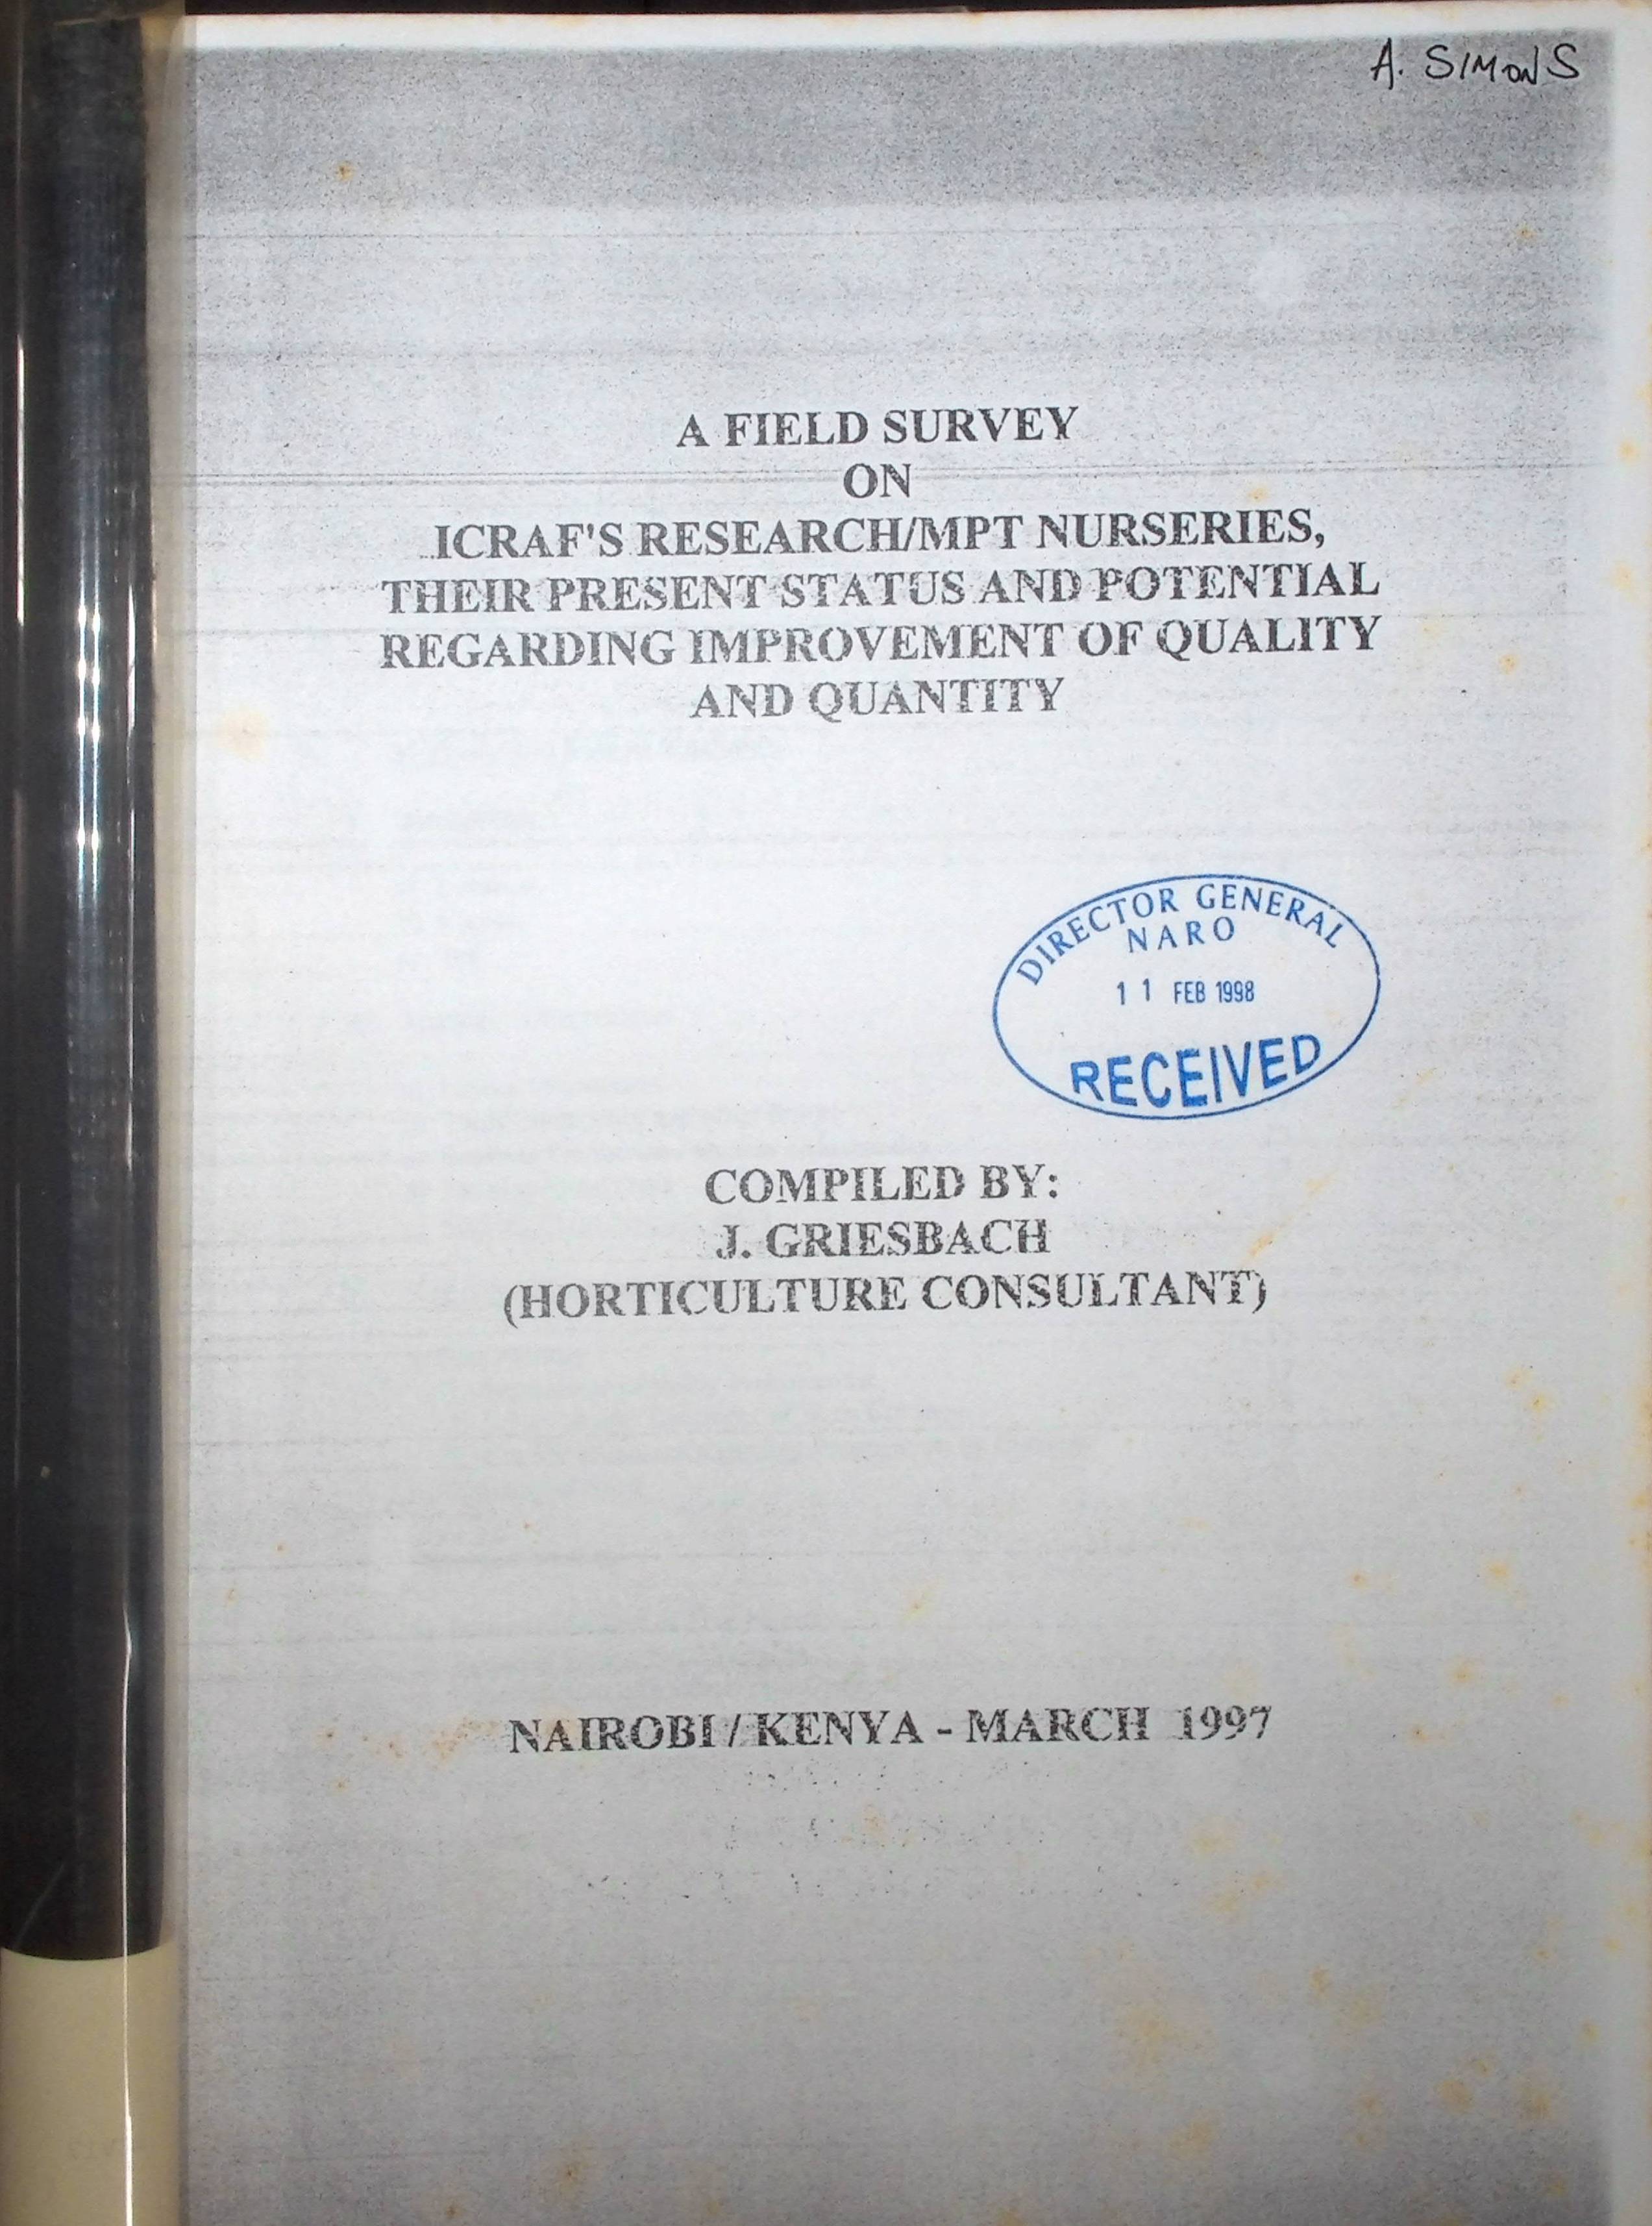 A. SIMONS
A FIELD SURVEY
ON
ICRAF'S RESEARCH/MPT NURSERIES,
THEIR PRESENT STATUS AND POTENTIAL
REGARDING IMPROVEMENT OF QUALITY
AND QUANTITY
DIRECTOR GENERAL
NARO
11 FEB 1998
RECEIVED
COMPILED BY:
J. GRIESBACH
(HORTICULTURE CONSULTANT)
NAIROBI / KENYA - MARCH 1997